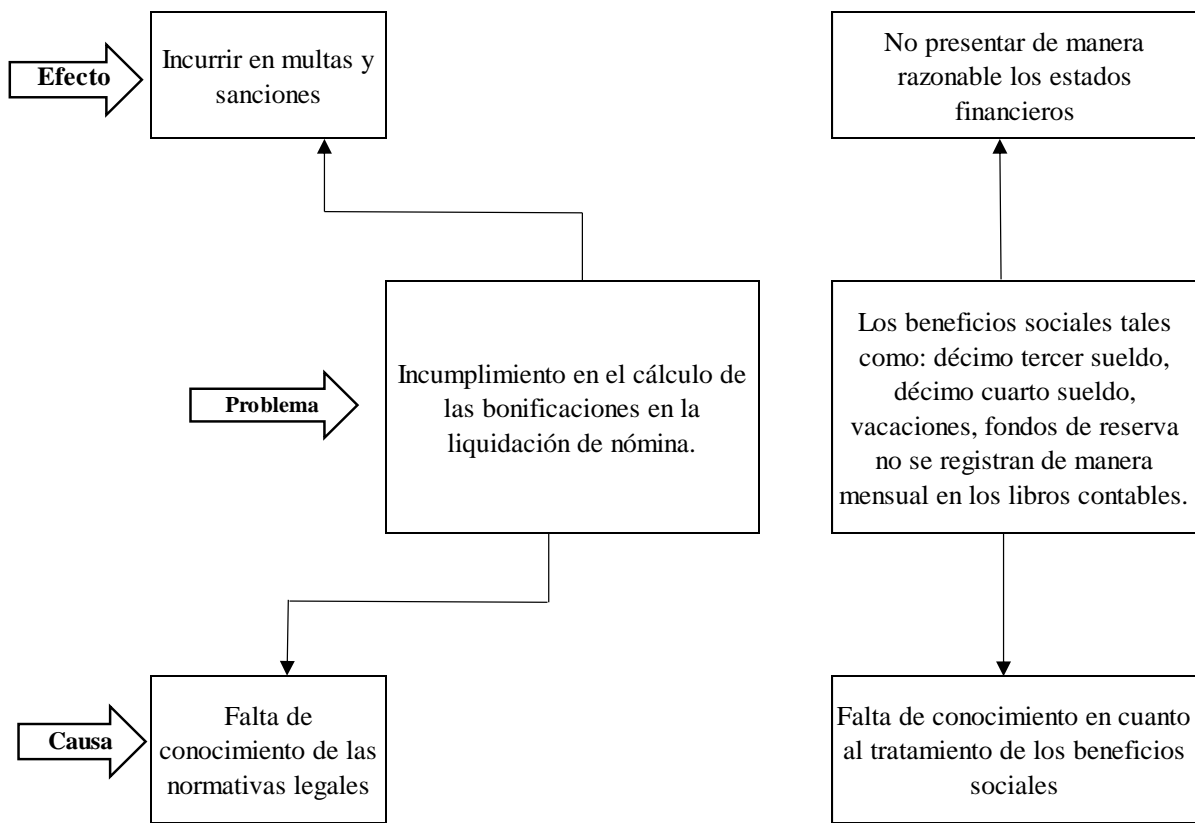 Efecto
Incurrir en multas y
sanciones
No presentar de manera
razonable los estados
financieros
Problema
Incumplimiento en el cálculo de
las bonificaciones en la
liquidación de nómina.
Los beneficios sociales tales
como: décimo tercer sueldo,
décimo cuarto sueldo,
vacaciones, fondos de reserva
no se registran de manera
mensual en los libros contables.
Causa
Falta de
conocimiento de las
normativas legales
Falta de conocimiento en cuanto
al tratamiento de los beneficios
sociales